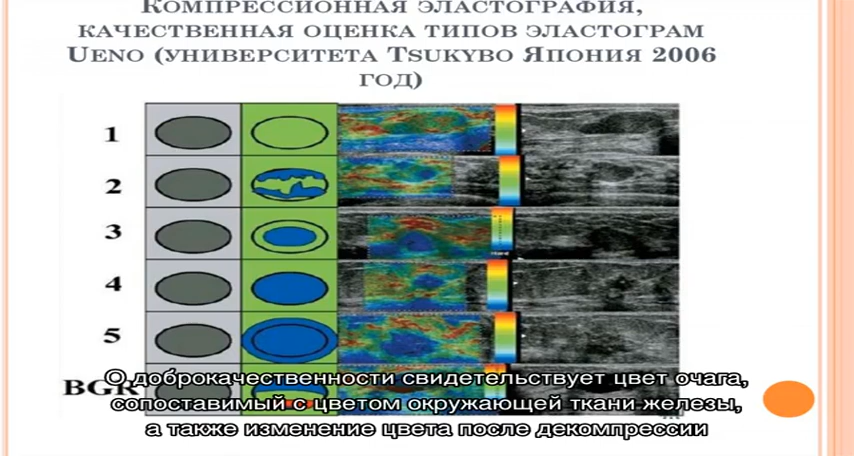 Компрессионная эластография,
качественная оценка типов эластограм
Ueno (университета Tsukybo Япония 2006
год)
1
2
3
4
5
BGR
О доброкачественности свидетельствует цвет очага,
сопоставимый с цветом окружающей ткани железы,
а также изменение цвета после декомпрессии